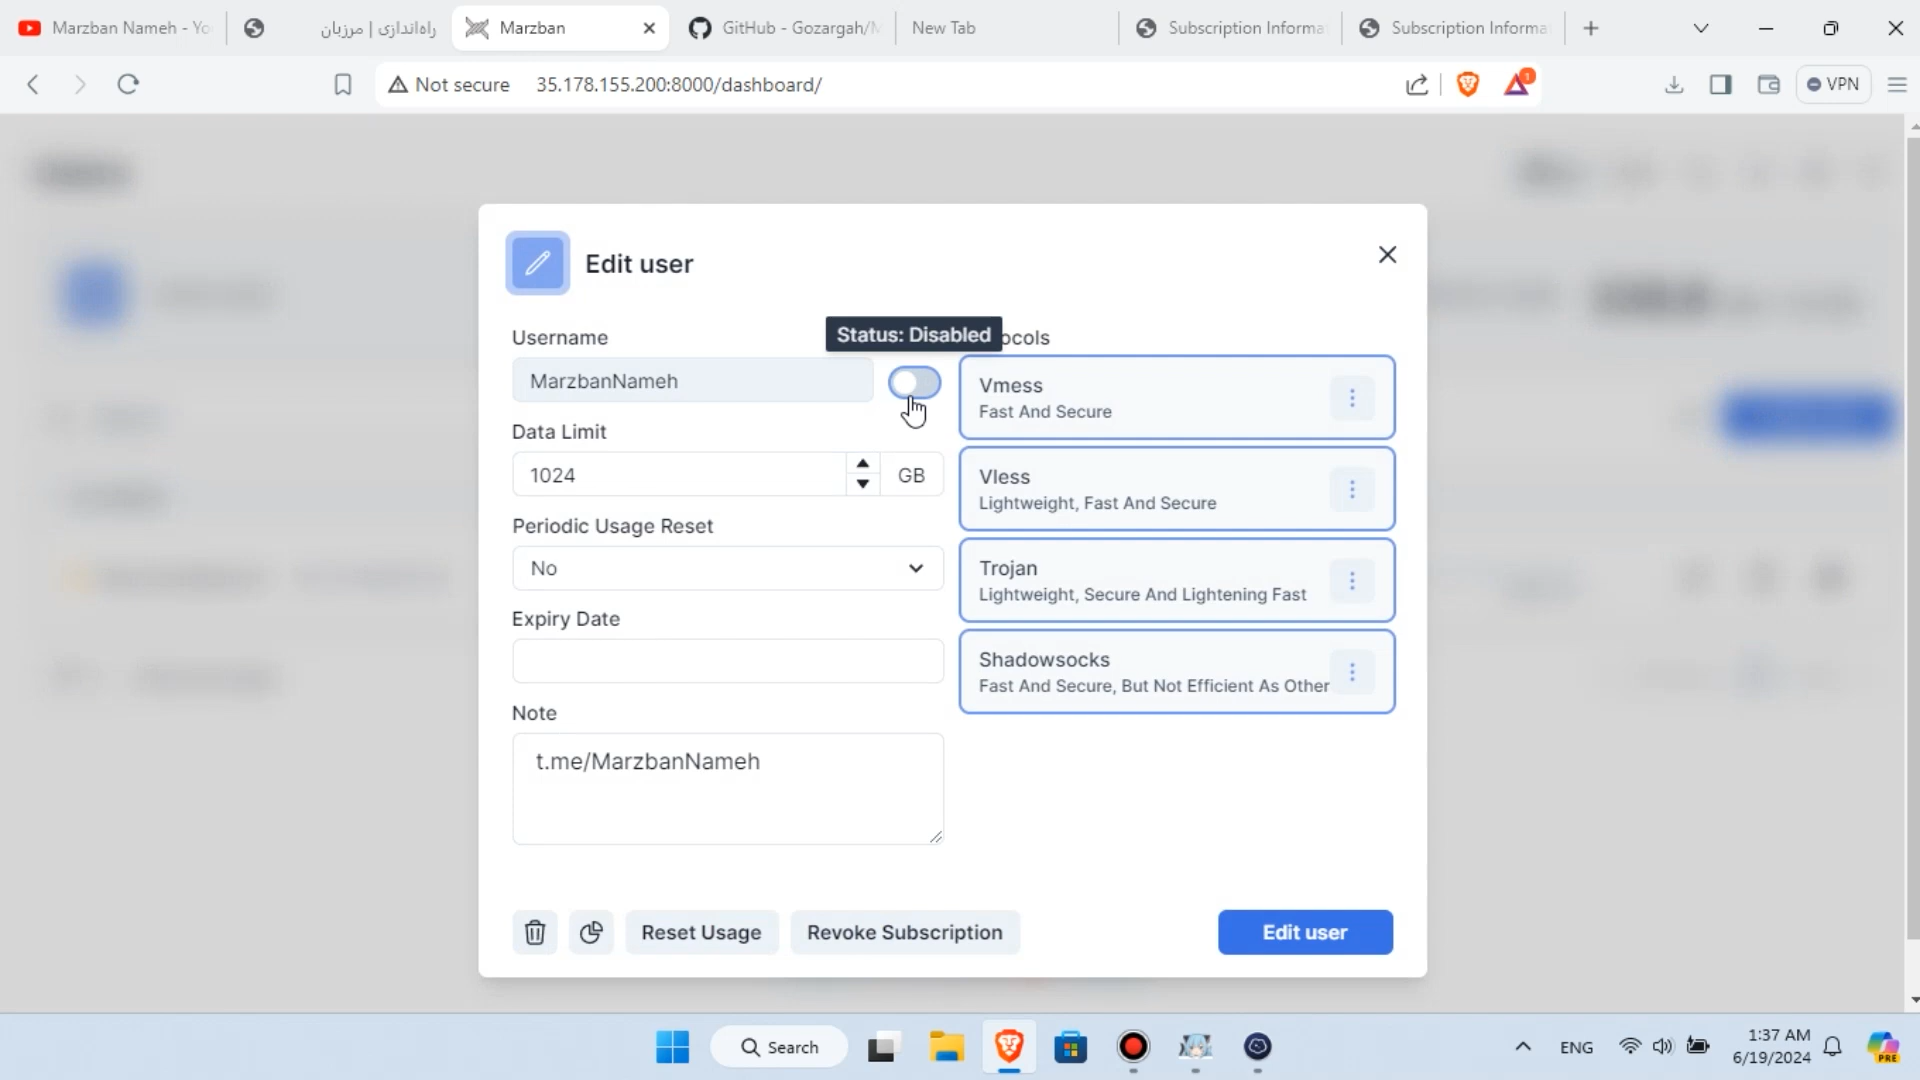 Marzban Nameh - Yo
راه‌اندازی | مرزبان
Marzban
GitHub - Gozargah/M
New Tab
Subscription Informa
Subscription Informa
Not secure 35.178.155.200:8000/dashboard/
1
VPN
Edit user
Username
Status: Disabled
ocols
MarzbanNameh
Data Limit
1024
GB
Periodic Usage Reset
No
Expiry Date
Note
t.me/MarzbanNameh
Vmess
Fast And Secure
Vless
Lightweight, Fast And Secure
Trojan
Lightweight, Secure And Lightening Fast
Shadowsocks
Fast And Secure, But Not Efficient As Other
Reset Usage
Revoke Subscription
Edit user
Search
ENG
1:37 AM
6/19/2024
PRE